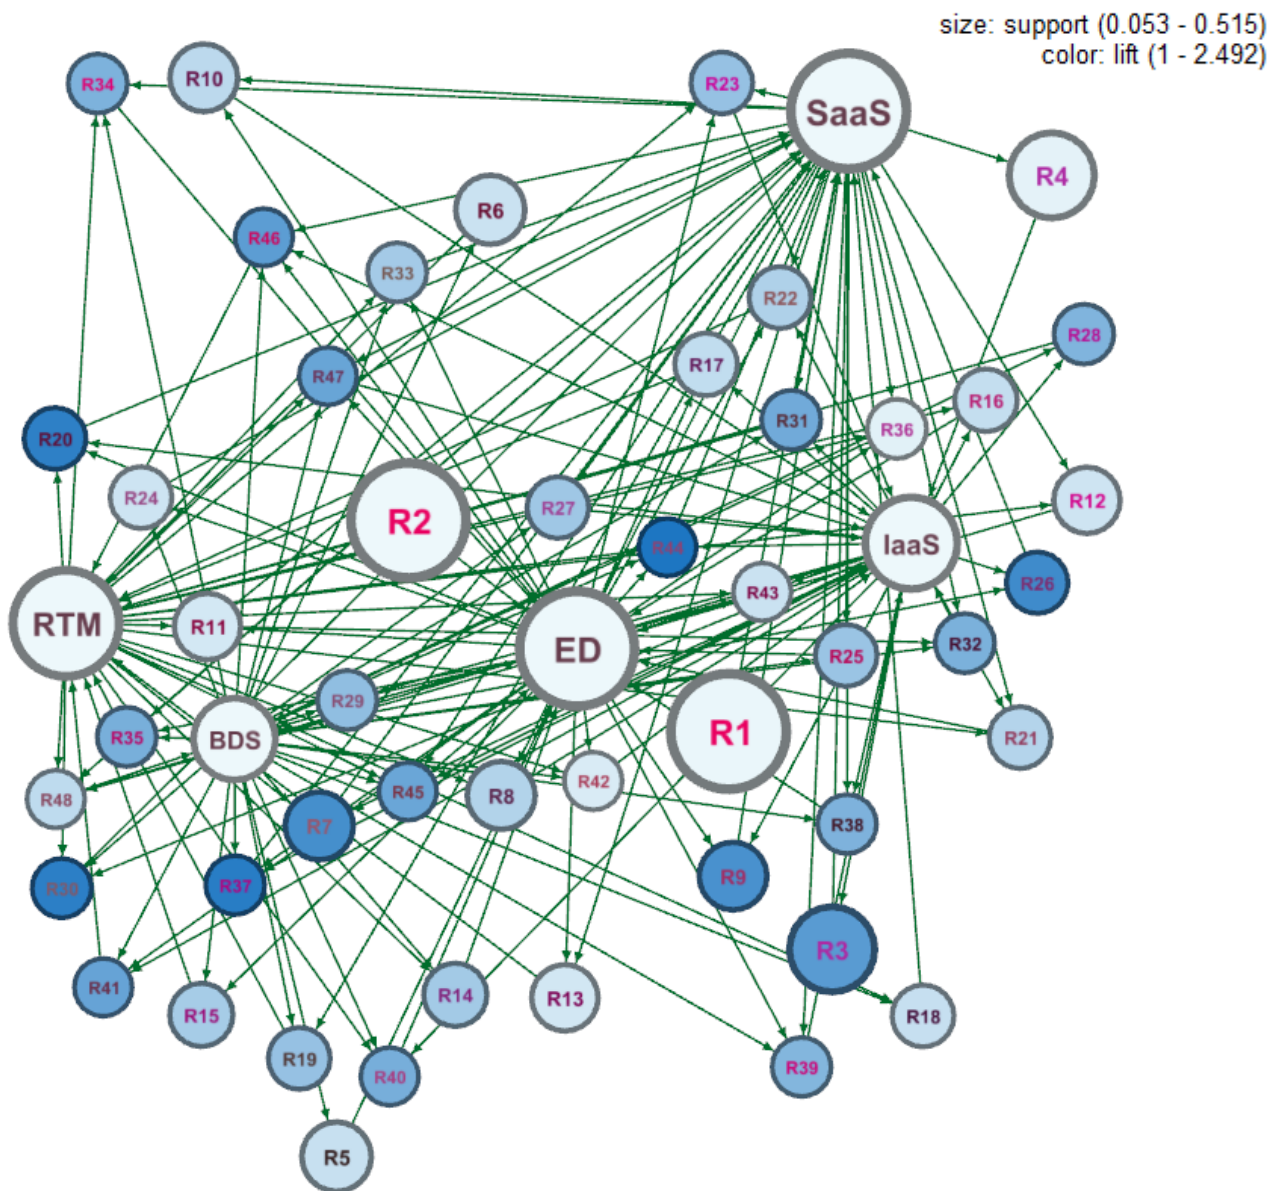 size: support (0.053 - 0.515)
color: lift (1 - 2.492)
R34
R10
R23
SaaS
R4
R6
R46
R33
R22
R28
R17
R47
R31
R36
R16
R20
R24
R2
R27
R12
R44
IaaS
R26
R43
RTM
R11
ED
R25
R32
R29
R1
R35
BDS
R21
R48
R45
R8
R42
R7
R38
R30
R37
R9
R3
R41
R15
R14
R13
R18
R19
R40
R39
R5